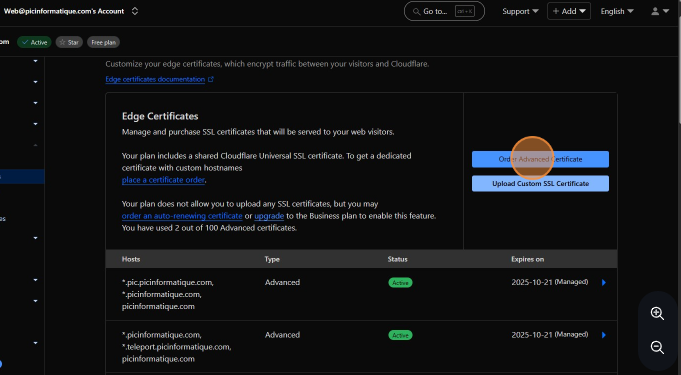 Web@picinformatique.com's Account
Go to... ctrl + K
Support
+ Add
English
om
Active
Star
Free plan
Customize your edge certificates, which encrypt traffic between your visitors and Cloudflare.
Edge certificates documentation
Edge Certificates
Manage and purchase SSL certificates that will be served to your web visitors.
Your plan includes a shared Cloudflare Universal SSL certificate. To get a dedicated
certificate with custom hostnames
place a certificate order.
Your plan does not allow you to upload any SSL certificates, but you may
order an auto-renewing certificate or upgrade to the Business plan to enable this feature.
You have used 2 out of 100 Advanced certificates.
Order Advanced Certificate
Upload Custom SSL Certificate
s
es
Hosts Type Status Expires on
*.pic.picinformatique.com, Advanced Active 2025-10-21 (Managed)
*.picinformatique.com,
picinformatique.com
*.picinformatique.com, Advanced Active 2025-10-21 (Managed)
*.teleport.picinformatique.com,
picinformatique.com